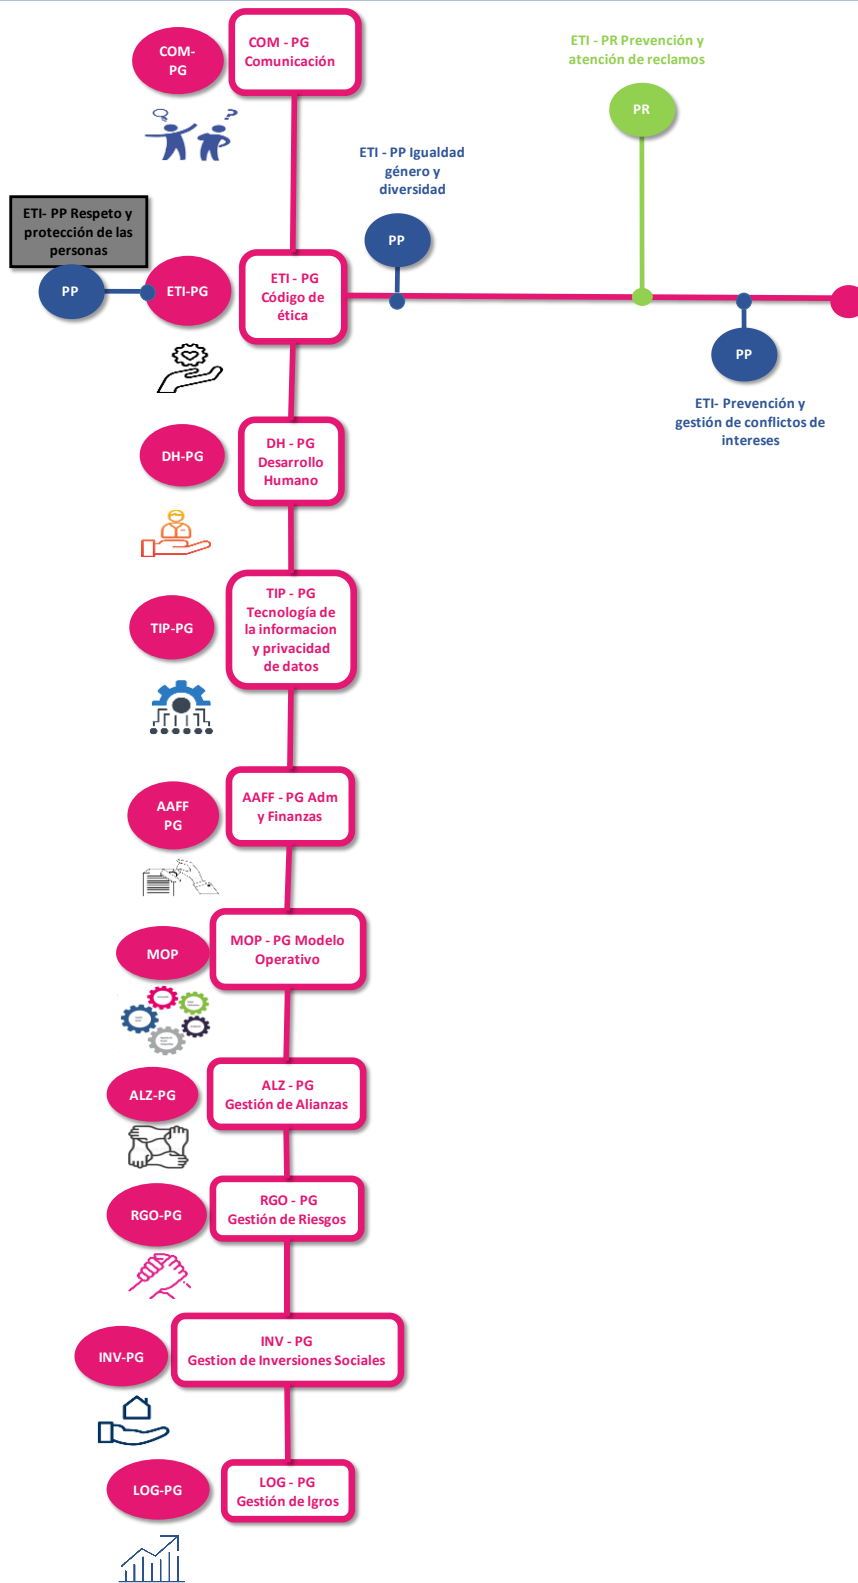 COM-
PG
COM - PG
Comunicación
ETI - PR Prevención y
atención de reclamos
PR
ETI - PP Igualdad
género y
diversidad
PP
ETI- PP Respeto y
protección de las
personas
PP
ETI-PG
ETI - PG
Código de
ética
PP
ETI- Prevención y
gestión de conflictos de
intereses
DH-PG
DH - PG
Desarrollo
Humano
TIP-PG
TIP - PG
Tecnología de
la informacion
y privacidad
de datos
AAFF
PG
AAFF - PG Adm
y Finanzas
MOP
MOP - PG Modelo
Operativo
ALZ-PG
ALZ - PG
Gestión de Alianzas
RGO-PG
RGO - PG
Gestión de Riesgos
INV-PG
INV - PG
Gestion de Inversiones Sociales
LOG-PG
LOG - PG
Gestión de lgros